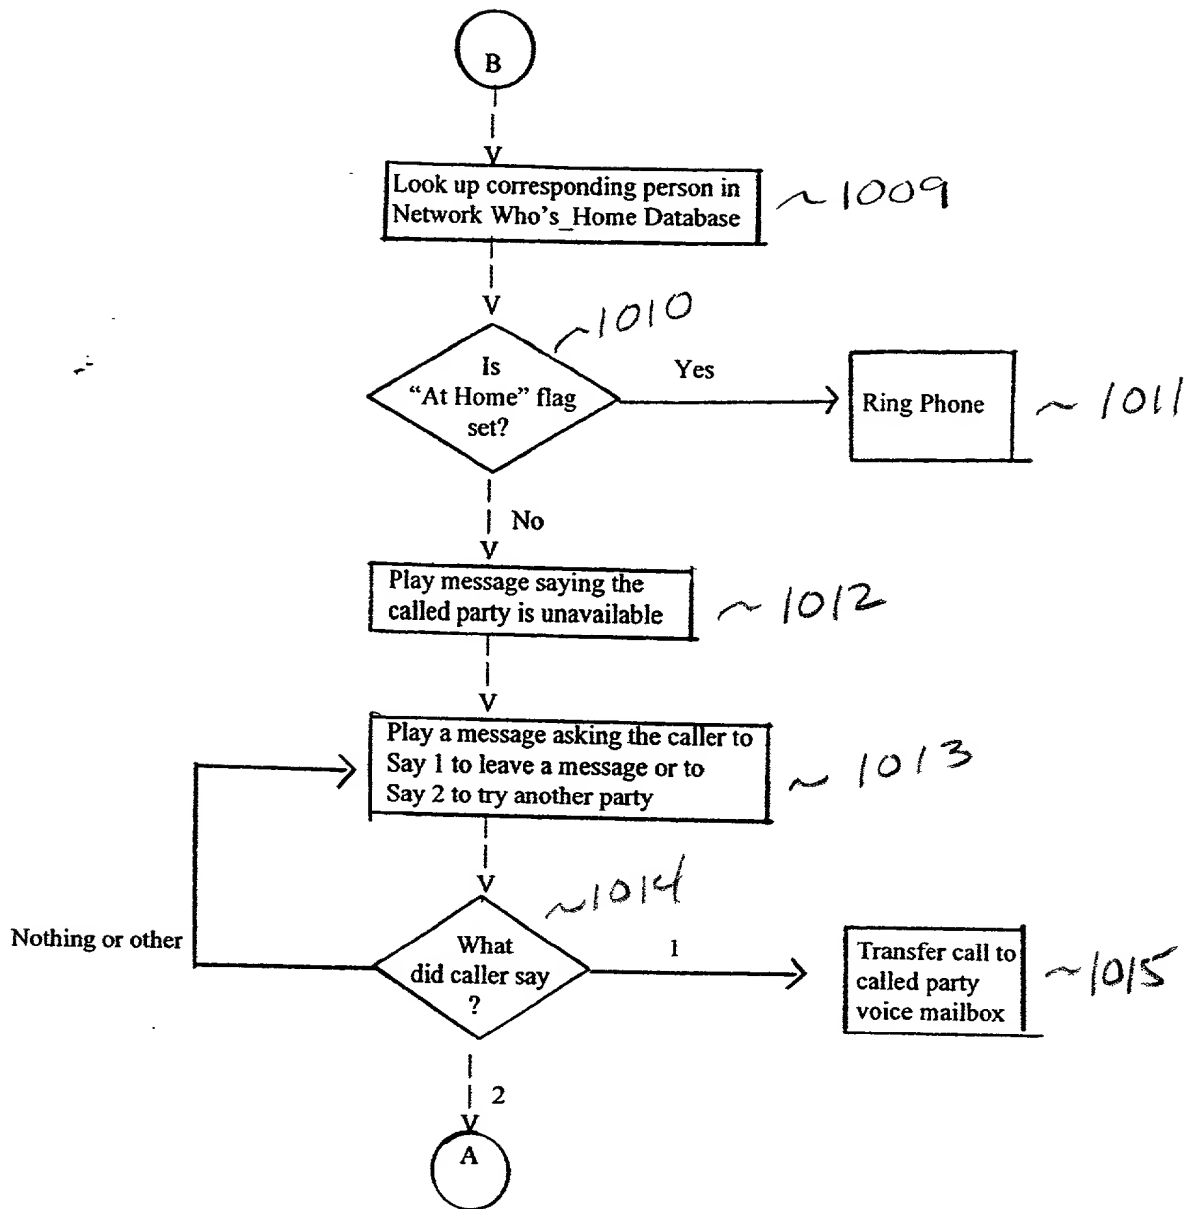 B
V
Look up corresponding person in
Network Who's_Home Database
~1009
V
~1010
Is
“At Home” flag
set?
Yes
Ring Phone
~1011
No
V
Play message saying the
called party is unavailable
~1012
V
Play a message asking the caller to
Say 1 to leave a message or to
Say 2 to try another party
~1013
V
~1014
Nothing or other
What
did caller say
?
1
Transfer call to
called party
voice mailbox
~1015
2
V
A